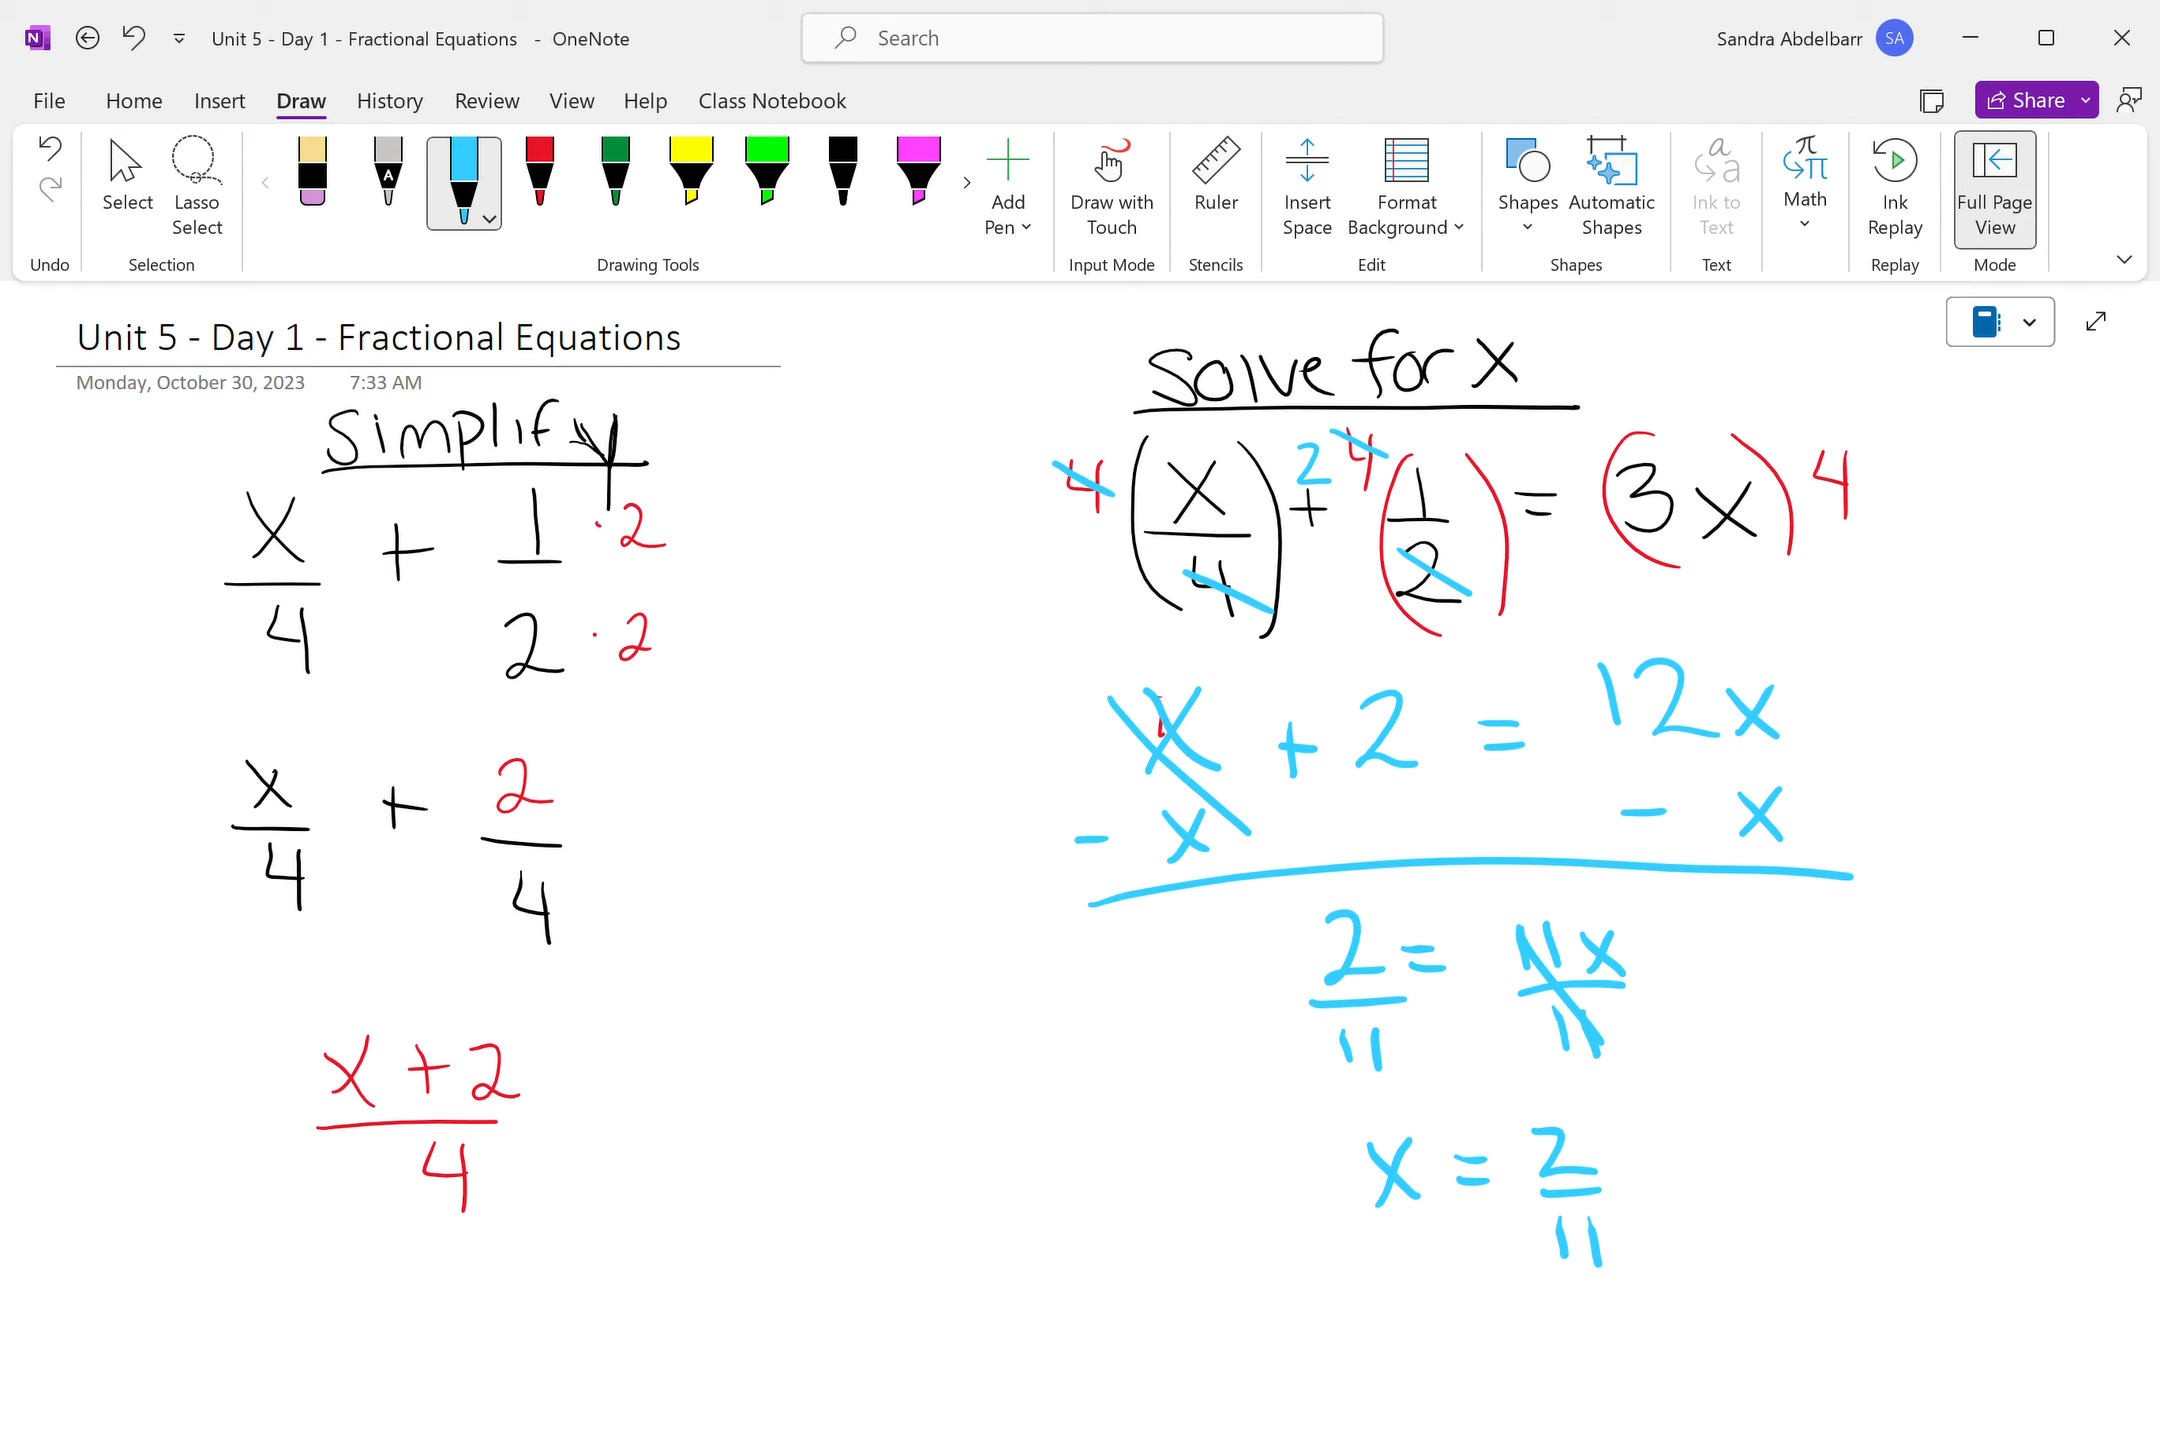 Unit 5 - Day 1 - Fractional Equations - OneNote
Search
Sandra Abdelbarr SA
File Home Insert Draw History Review View Help Class Notebook Share
A
Select
Lasso Select
Add Pen
Draw with Touch
Ruler
Insert Space
Format Background
Shapes
Automatic Shapes
a a
Ink to Text
π π
Math
Ink Replay
Full Page View
Undo Selection Drawing Tools Input Mode Stencils Edit Shapes Text Replay Mode
Unit 5 - Day 1 - Fractional Equations
Monday, October 30, 2023 7:33 AM
Simplify
x/4 + 1/2 ·2 ·2
x/4 + 2/4
x + 2
4
Solve for x
4 (x/4) + 2 4 (1/2) = (3x) 4
x + 2 = 12x
- x - x
2/11 = 11x/11
x = 2/11